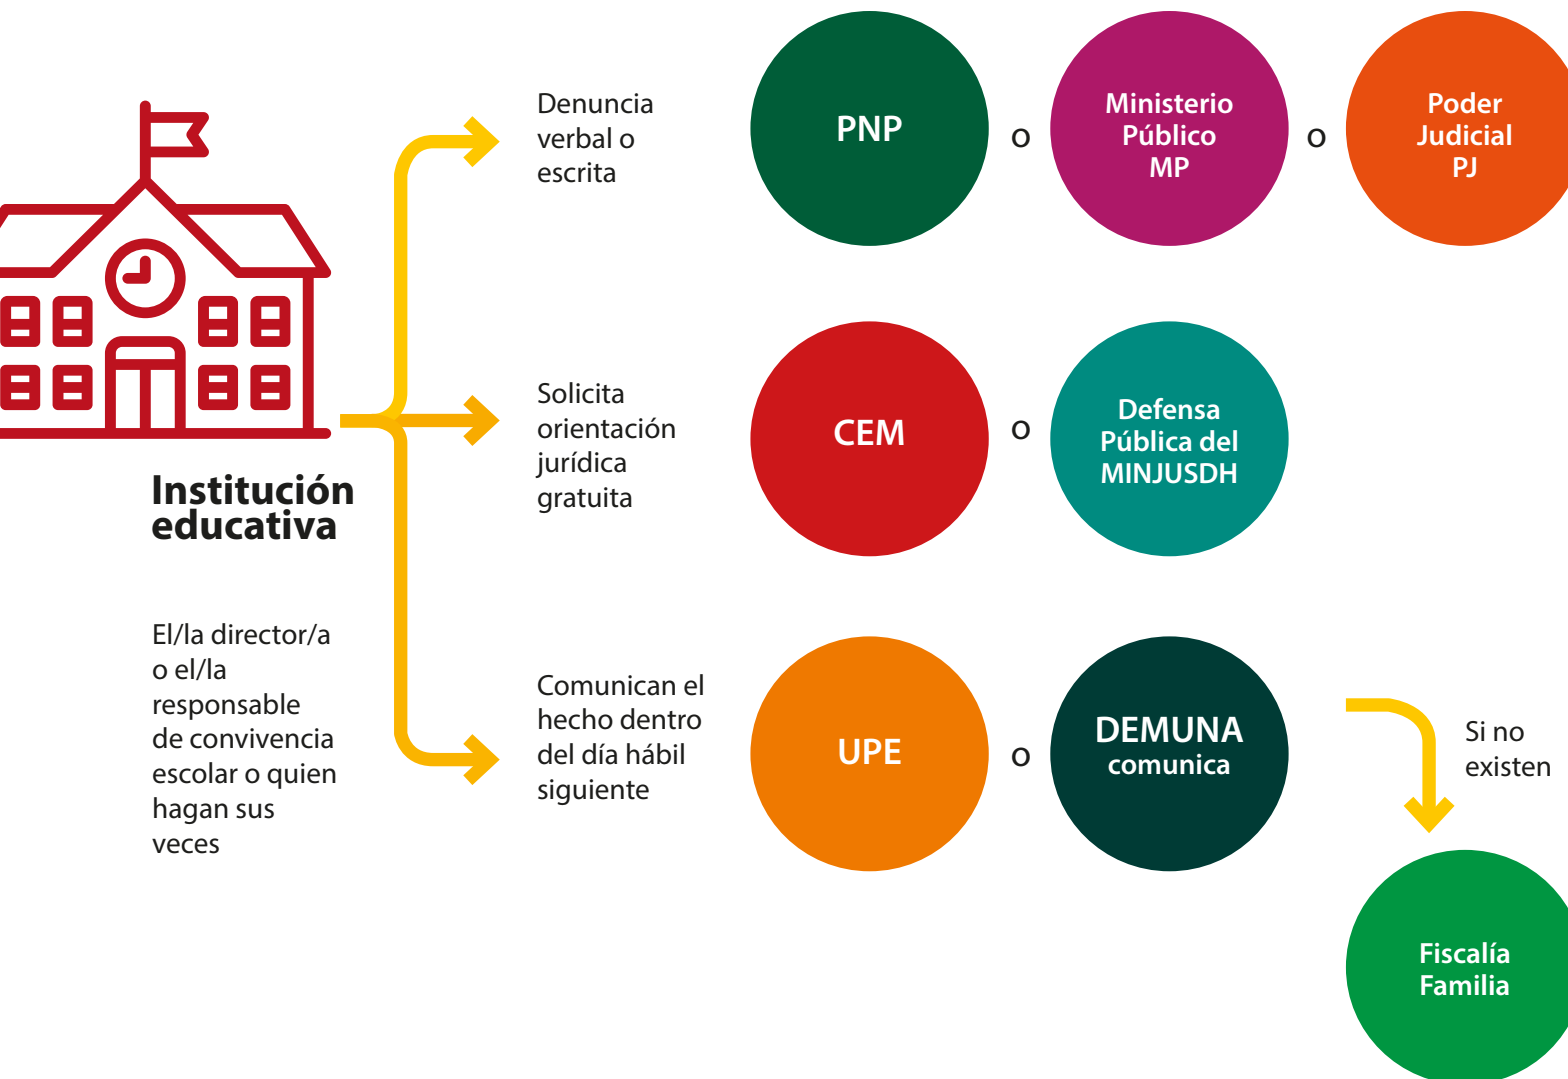 Denuncia
verbal o
escrita
PNP
o
Ministerio
Público
MP
o
Poder
Judicial
PJ
Solicita
orientación
jurídica
gratuita
CEM
o
Defensa
Pública del
MINJUSDH
Institución
educativa
El/la director/a
o el/la
responsable
de convivencia
escolar o quien
hagan sus
veces
Comunican el
hecho dentro
del día hábil
siguiente
UPE
o
DEMUNA
comunica
Si no
existen
Fiscalía
Familia